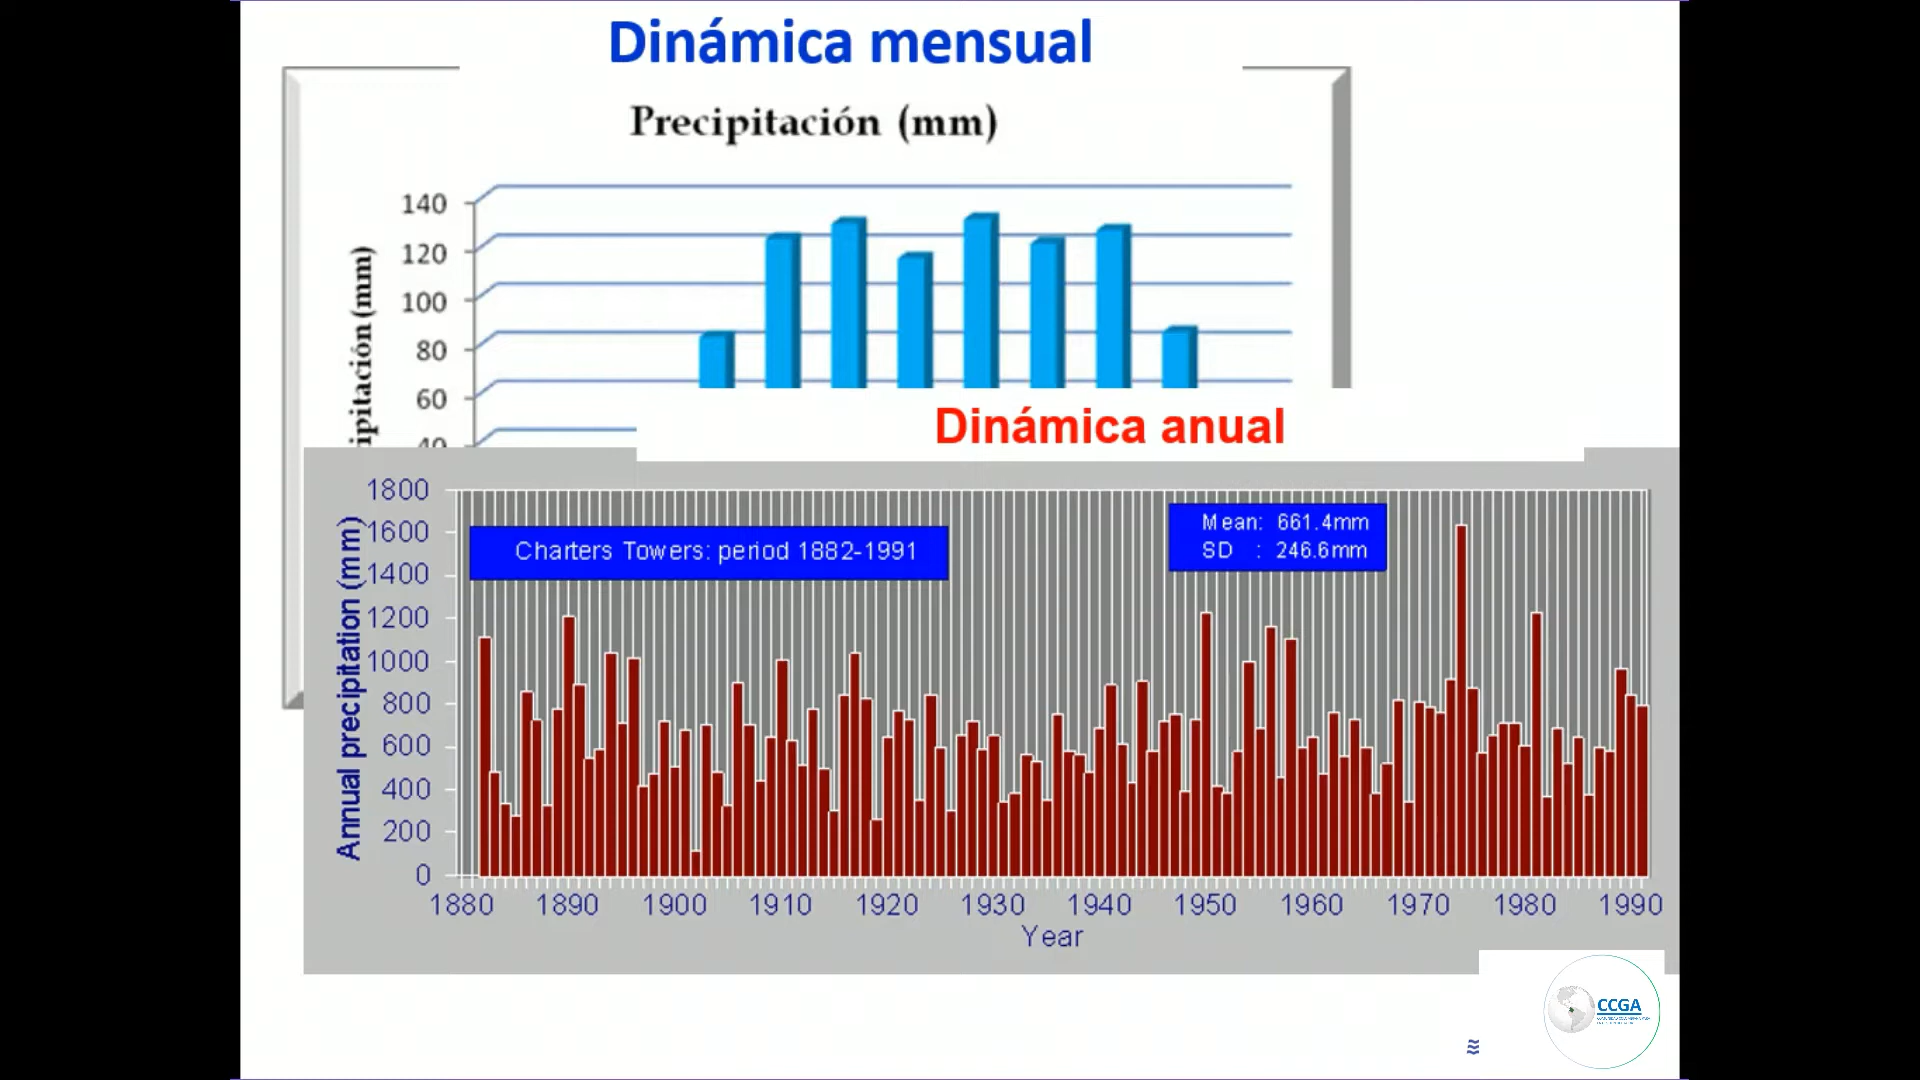 Dinámica mensual
Precipitación (mm)
140
120
100
80
60
40
ipitación (mm)
Dinámica anual
1800
1600
1400
1200
1000
800
600
400
200
0
Annual precipitation (mm)
Charters Towers: period 1882-1991
Mean: 661.4mm
SD : 246.6mm
1880 1890 1900 1910 1920 1930 1940 1950 1960 1970 1980 1990
Year
CCGA